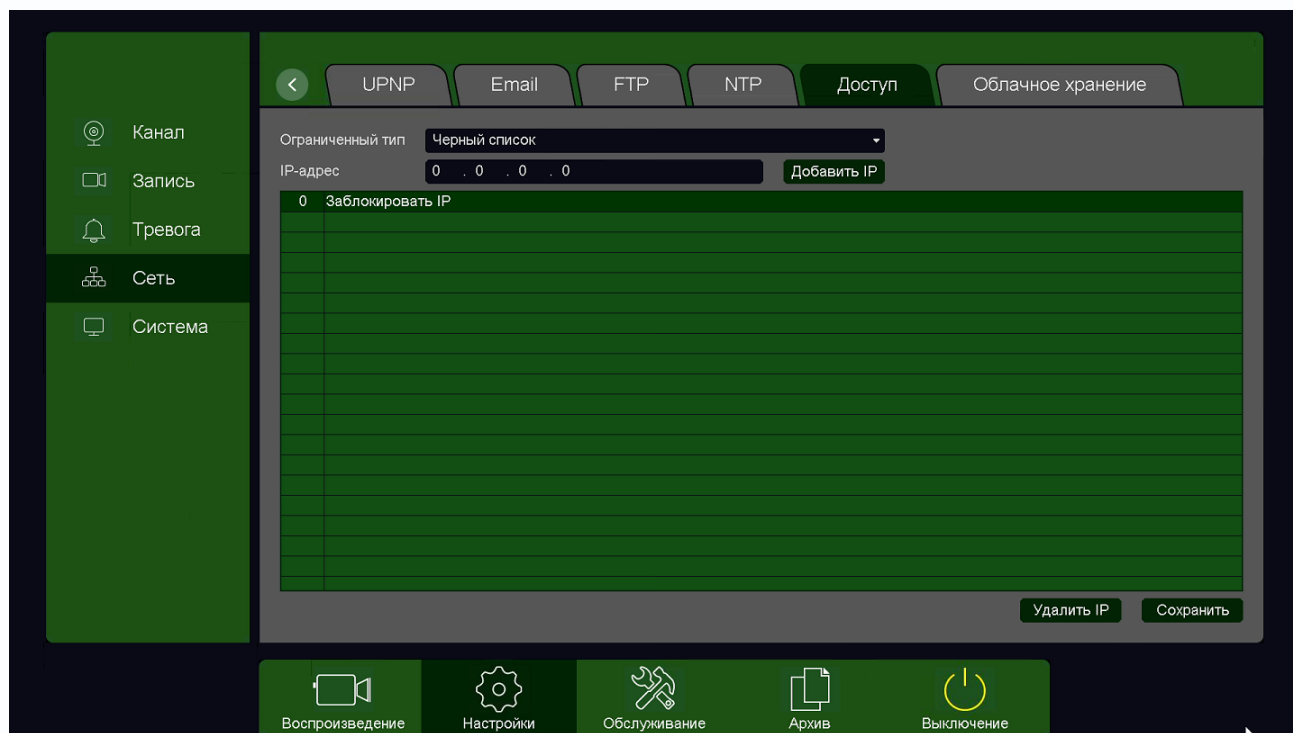 UPNP Email FTP NTP Доступ Облачное хранение
Канал
Запись
Тревога
Сеть
Система
Ограниченный тип Черный список
IP-адрес 0 . 0 . 0 . 0 Добавить IP
0 Заблокировать IP
Удалить IP Сохранить
Воспроизведение Настройки Обслуживание Архив Выключение